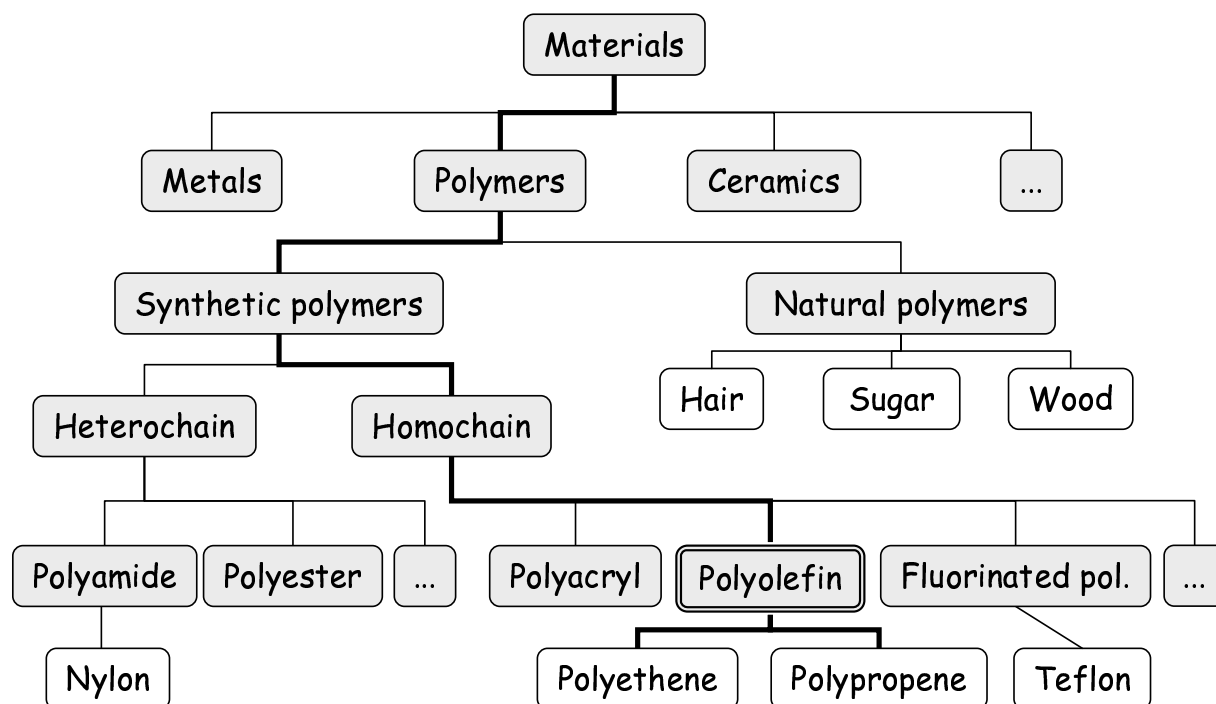 Materials
Metals
Polymers
Ceramics
...
Synthetic polymers
Natural polymers
Hair
Sugar
Wood
Heterochain
Homochain
Polyamide
Polyester
...
Polyacryl
Polyolefin
Fluorinated pol.
...
Nylon
Polyethene
Polypropene
Teflon